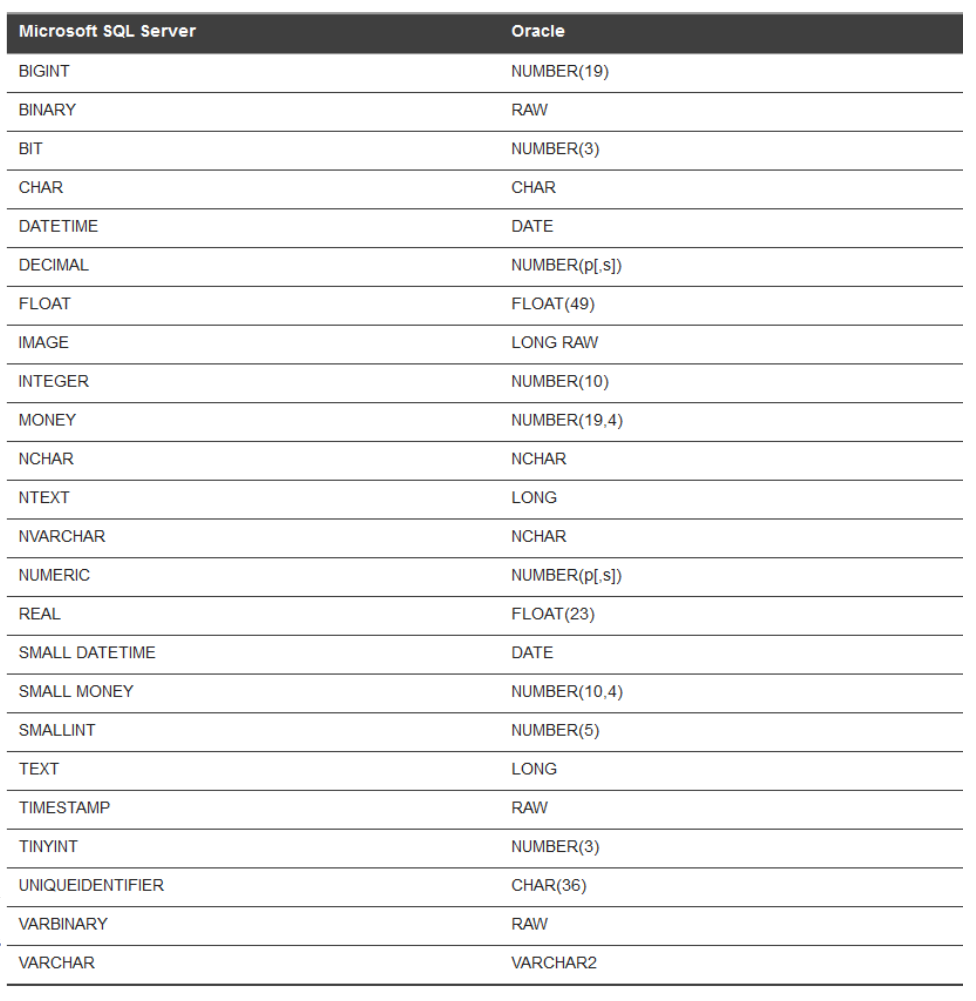 Microsoft SQL Server Oracle
BIGINT NUMBER(19)
BINARY RAW
BIT NUMBER(3)
CHAR CHAR
DATETIME DATE
DECIMAL NUMBER(p[,s])
FLOAT FLOAT(49)
IMAGE LONG RAW
INTEGER NUMBER(10)
MONEY NUMBER(19,4)
NCHAR NCHAR
NTEXT LONG
NVARCHAR NCHAR
NUMERIC NUMBER(p[,s])
REAL FLOAT(23)
SMALL DATETIME DATE
SMALL MONEY NUMBER(10,4)
SMALLINT NUMBER(5)
TEXT LONG
TIMESTAMP RAW
TINYINT NUMBER(3)
UNIQUEIDENTIFIER CHAR(36)
VARBINARY RAW
VARCHAR VARCHAR2